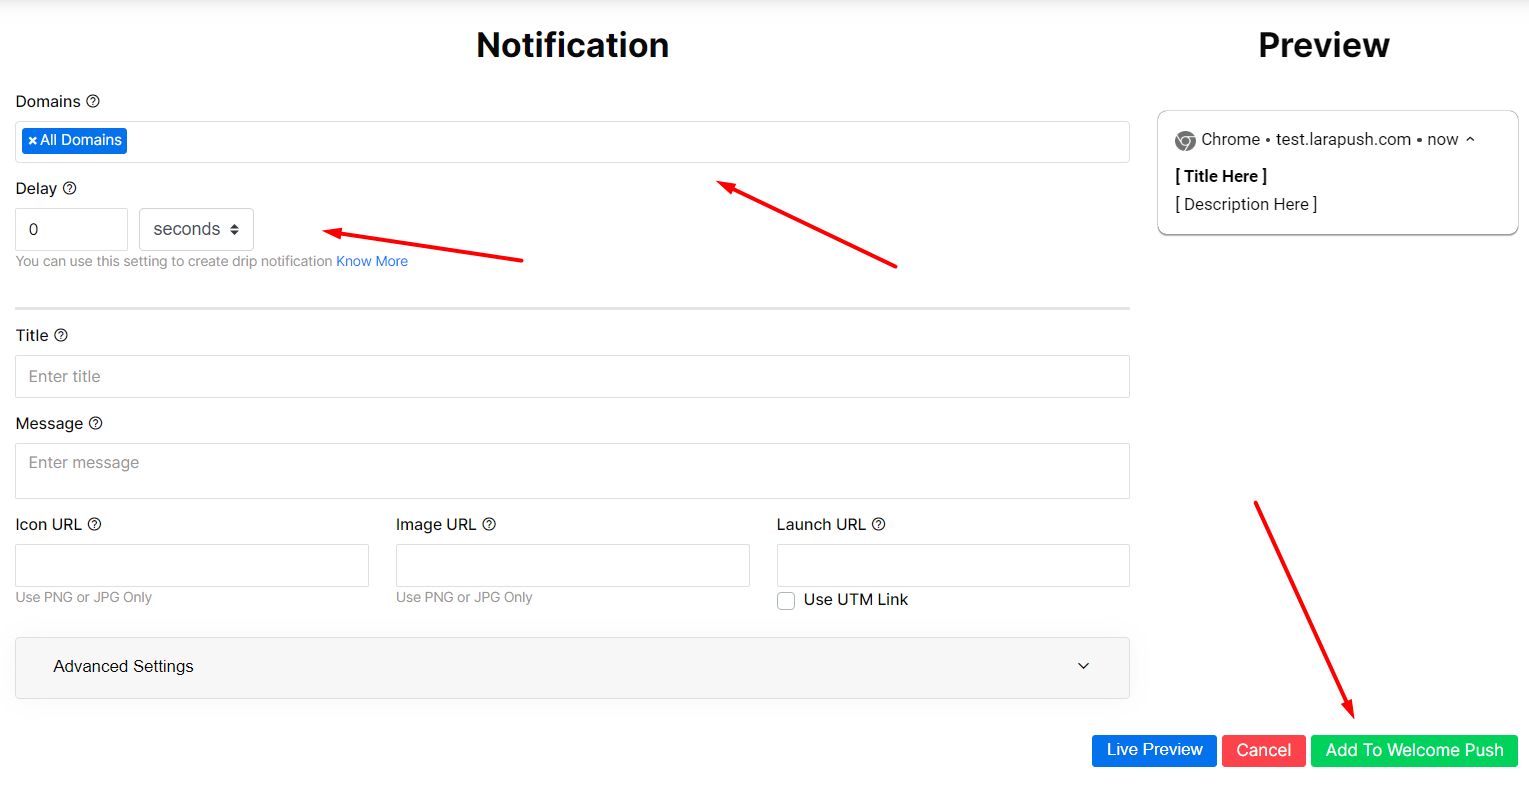 Notification
Preview
Domains
×All Domains
Chrome • test.larapush.com • now
[ Title Here ]
[ Description Here ]
Delay
0
seconds
You can use this setting to create drip notification Know More
Title
Enter title
Message
Enter message
Icon URL
Image URL
Launch URL
Use PNG or JPG Only
Use PNG or JPG Only
Use UTM Link
Advanced Settings
Live Preview
Cancel
Add To Welcome Push